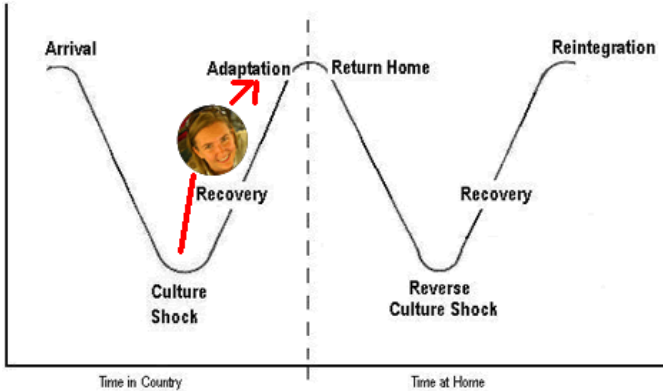 Arrival
Adaptation
Return Home
Reintegration
Recovery
Recovery
Culture
Shock
Reverse
Culture Shock
Time in Country
Time at Home